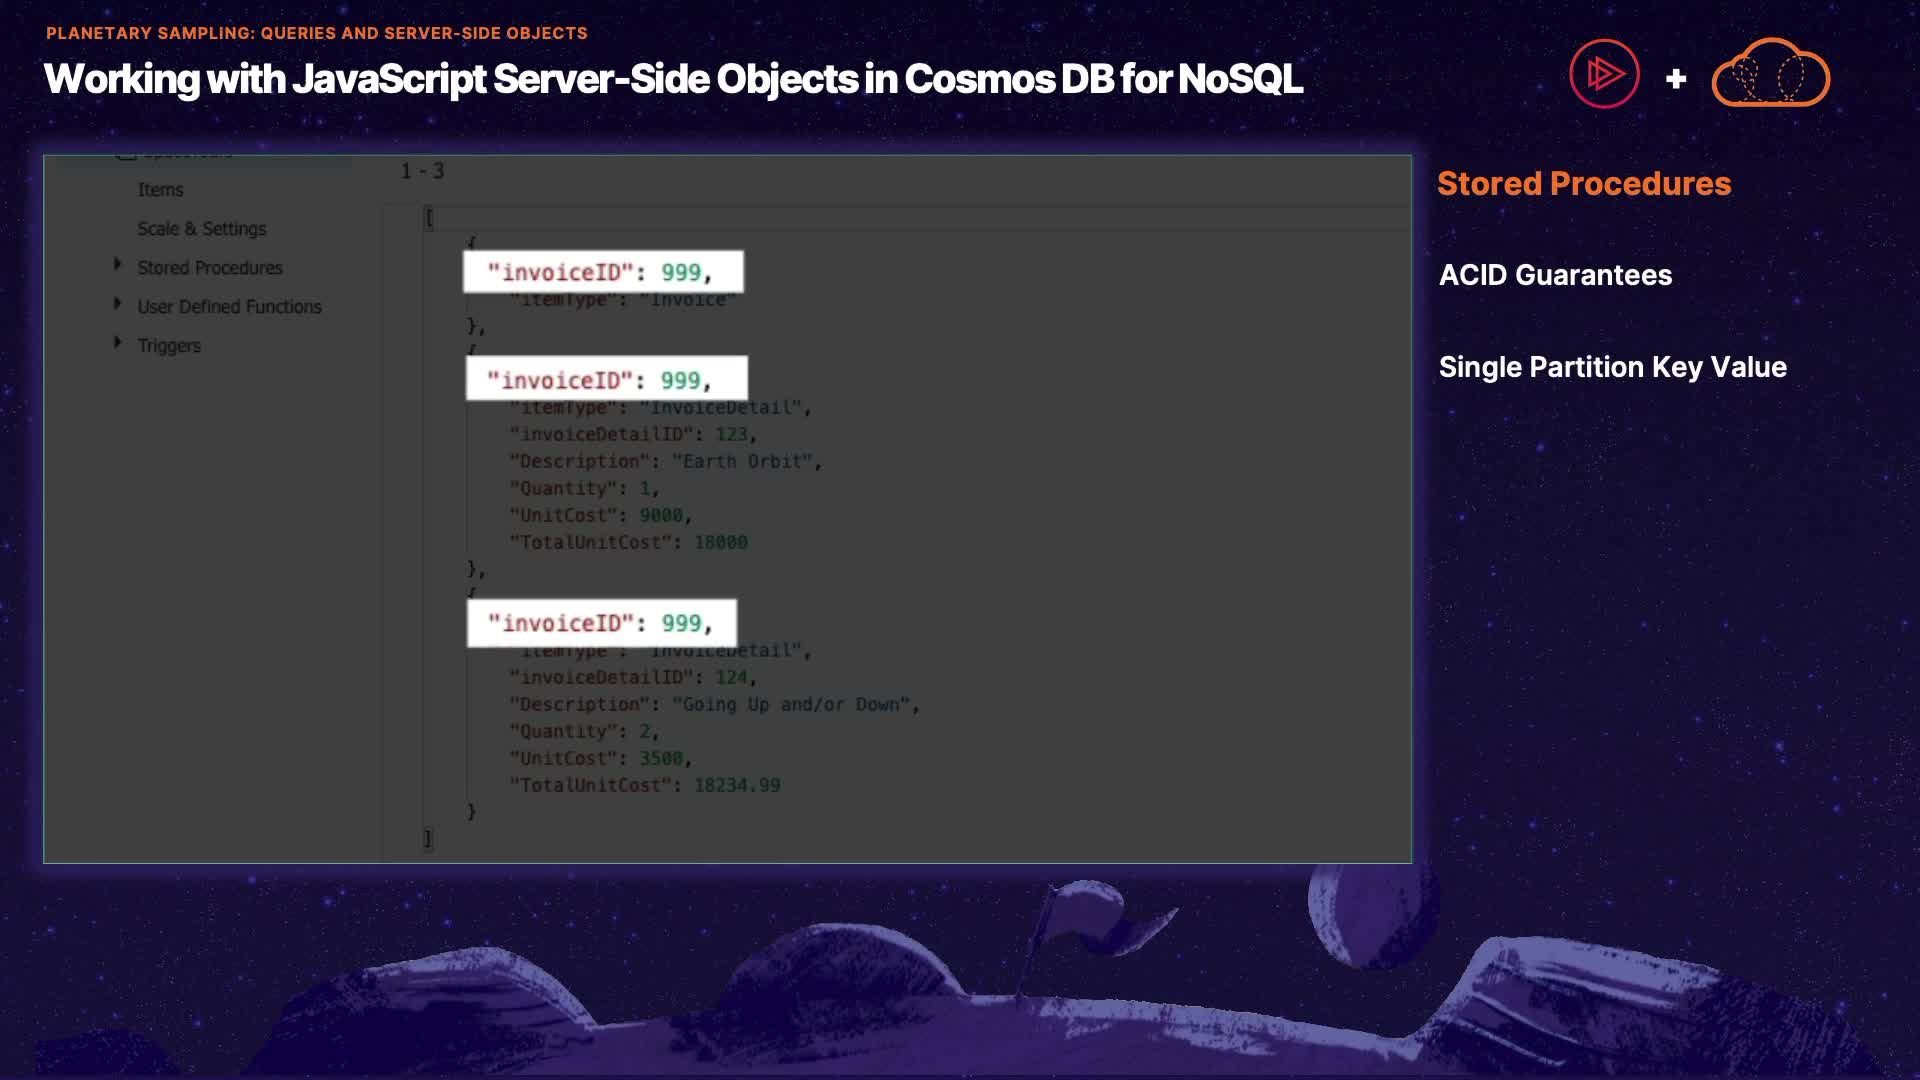 PLANETARY SAMPLING: QUERIES AND SERVER-SIDE OBJECTS
Working with JavaScript Server-Side Objects in Cosmos DB for NoSQL
+
Items
Scale & Settings
Stored Procedures
User Defined Functions
Triggers
1 - 3
[
{
"invoiceID": 999,
"itemType": "Invoice"
},
{
"invoiceID": 999,
"itemType": "InvoiceDetail",
"invoiceDetailID": 123,
"Description": "Earth Orbit",
"Quantity": 1,
"UnitCost": 9000,
"TotalUnitCost": 18000
},
{
"invoiceID": 999,
"itemType": "InvoiceDetail",
"invoiceDetailID": 124,
"Description": "Going Up and/or Down",
"Quantity": 2,
"UnitCost": 3500,
"TotalUnitCost": 18234.99
}
]
Stored Procedures
ACID Guarantees
Single Partition Key Value